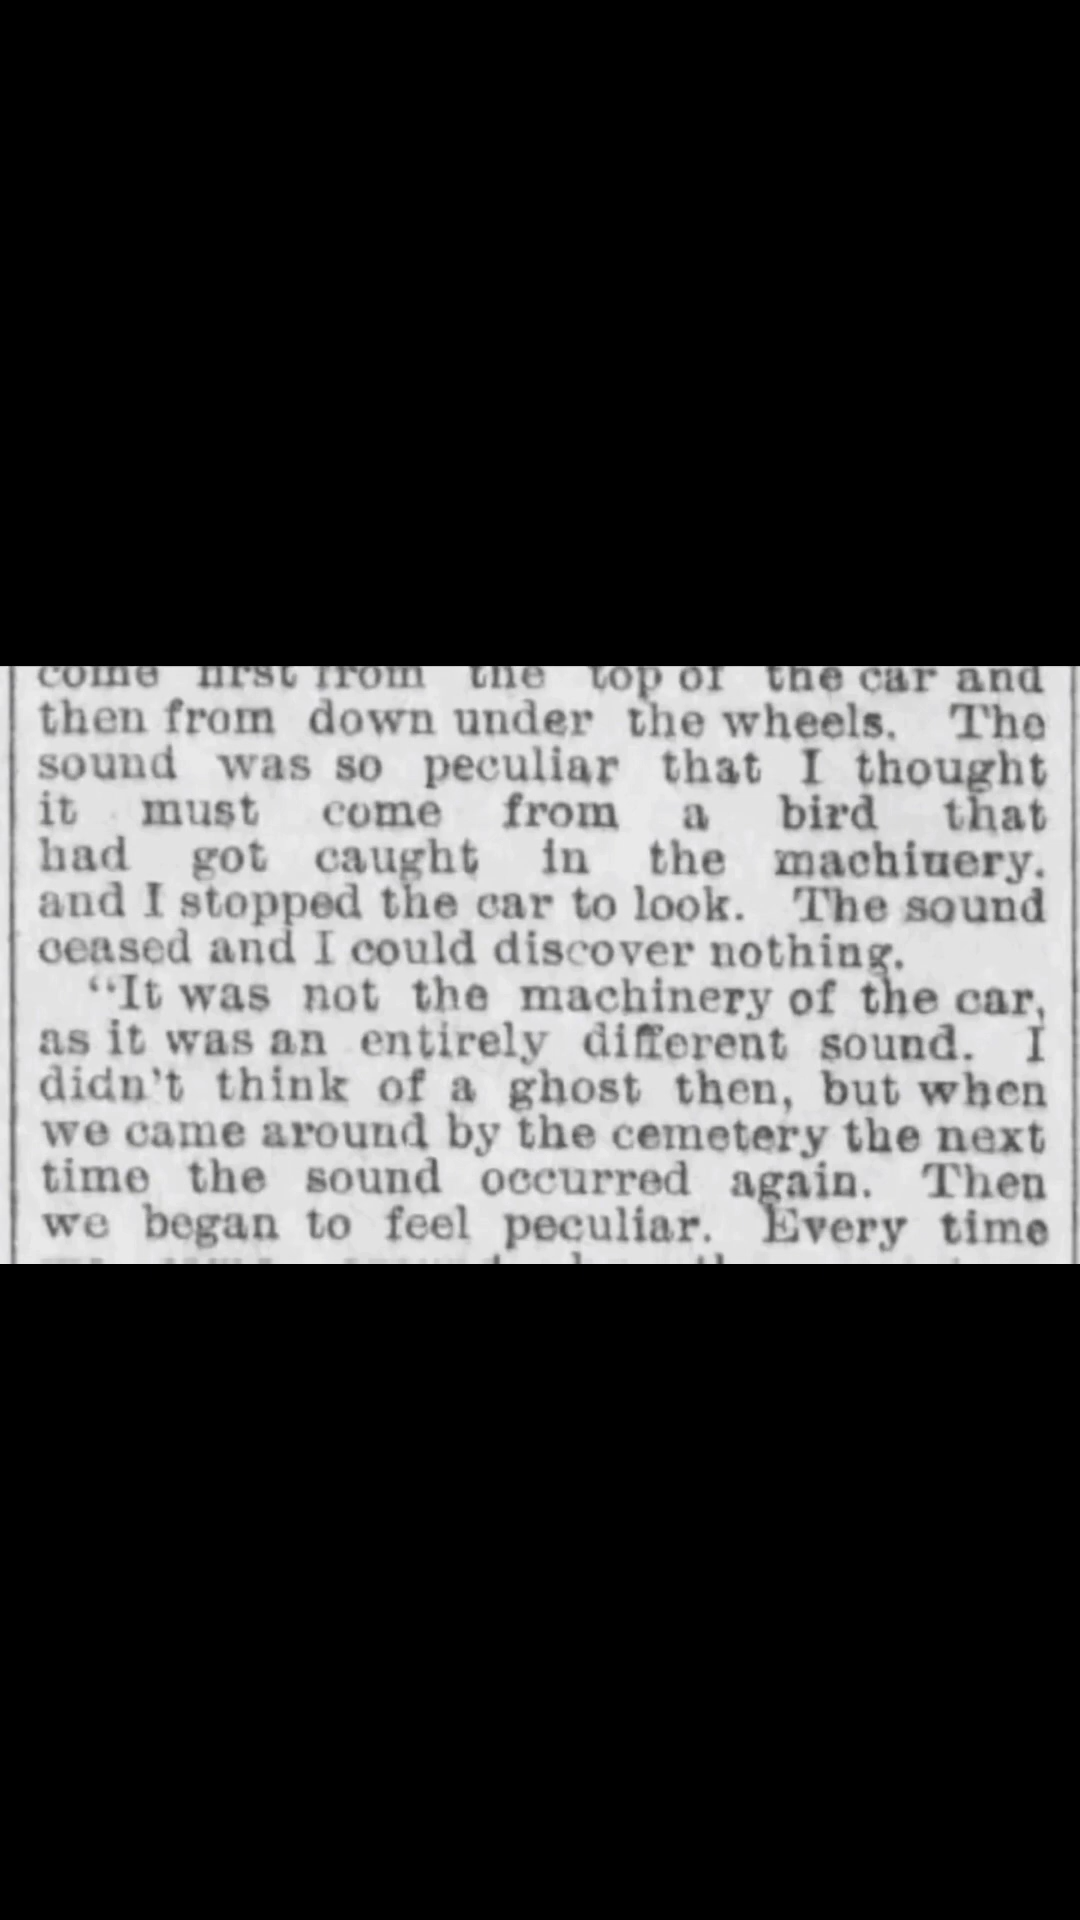 come first from the top of the car and
then from down under the wheels. The
sound was so peculiar that I thought
it must come from a bird that
had got caught in the machinery.
and I stopped the car to look. The sound
ceased and I could discover nothing.
“It was not the machinery of the car,
as it was an entirely different sound. I
didn't think of a ghost then, but when
we came around by the cemetery the next
time the sound occurred again. Then
we began to feel peculiar. Every time